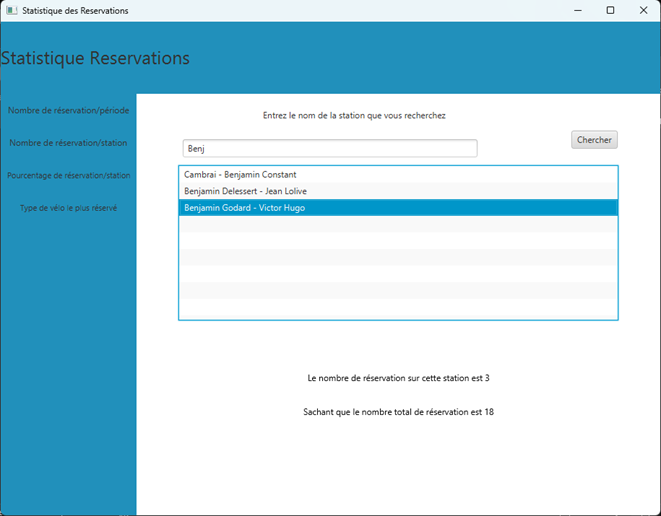 Statistique des Reservations
Statistique Reservations
Nombre de réservation/période
Nombre de réservation/station
Pourcentage de réservation/station
Type de vélo le plus réservé
Entrez le nom de la station que vous recherchez
Benj
Chercher
Cambrai - Benjamin Constant
Benjamin Delessert - Jean Lolive
Benjamin Godard - Victor Hugo
Le nombre de réservation sur cette station est 3
Sachant que le nombre total de réservation est 18